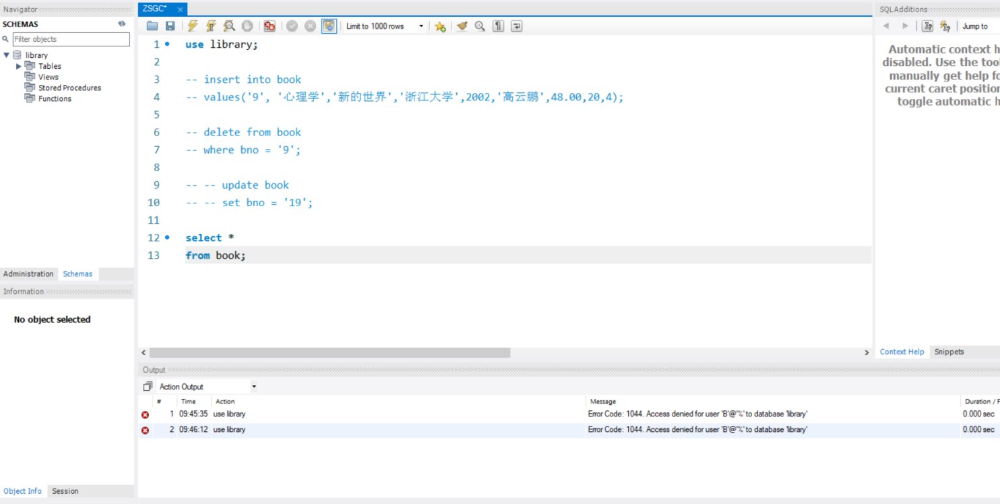 Navigator
SCHEMAS
Filter objects
library
Tables
Views
Stored Procedures
Functions
Administration Schemas
Information
No object selected
Object Info Session
ZSGC*
Limit to 1000 rows
1 use library;
2
3 -- insert into book
4 -- values('9', '心理学','新的世界','浙江大学',2002,'高云鹏',48.00,20,4);
5
6 -- delete from book
7 -- where bno = '9';
8
9 -- -- update book
10 -- -- set bno = '19';
11
12 select *
13 from book;
Output
Action Output
# Time Action Message Duration / F
1 09:45:35 use library Error Code: 1044. Access denied for user 'B'@'%' to database 'library' 0.000 sec
2 09:46:12 use library Error Code: 1044. Access denied for user 'B'@'%' to database 'library' 0.000 sec
SQLAdditions
Jump to
Automatic context h
disabled. Use the tool
manually get help fo
current caret position
toggle automatic h
Context Help Snippets